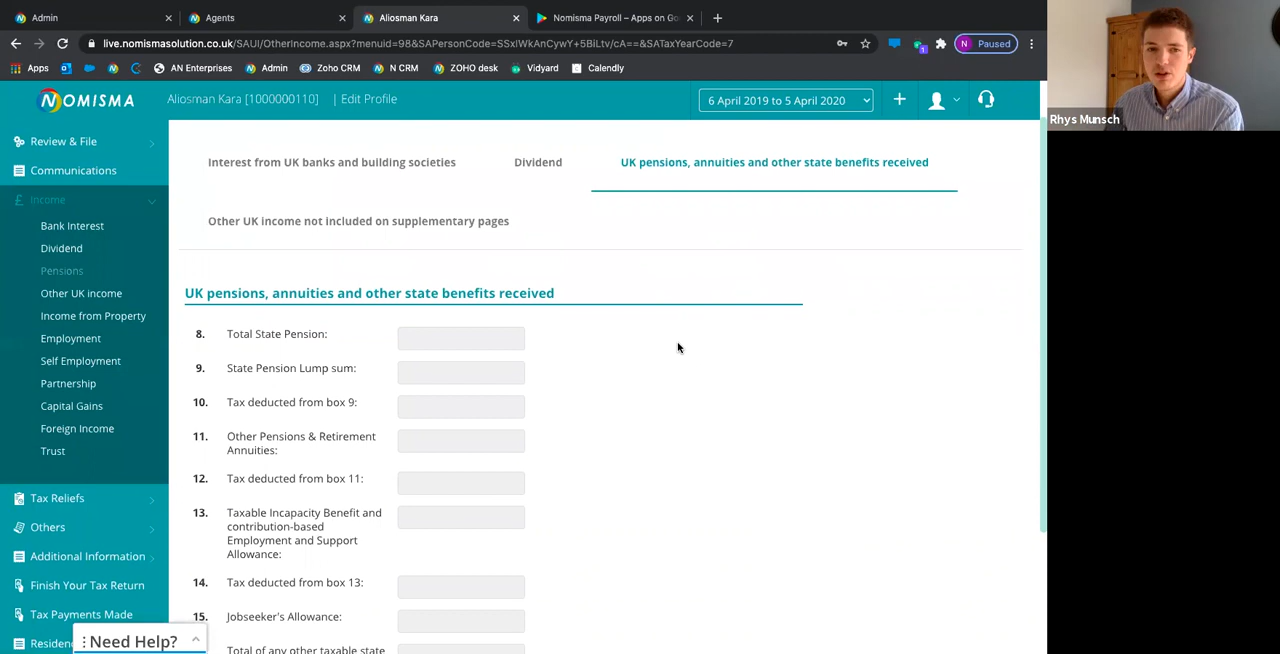 Admin
Agents
Aliosman Kara
Nomisma Payroll – Apps on Go
live.nomismasolution.co.uk/SAUI/OtherIncome.aspx?menuid=98&SAPersonCode=SSxIWkAnCywY+5BiLtv/cA==&SATaxYearCode=7
N Paused
Apps
AN Enterprises
Admin
Zoho CRM
N CRM
ZOHO desk
Vidyard
Calendly
NOMISMA
Aliosman Kara [1000000110] | Edit Profile
6 April 2019 to 5 April 2020
Rhys Munsch
Review & File
Communications
£ Income
Bank Interest
Dividend
Pensions
Other UK income
Income from Property
Employment
Self Employment
Partnership
Capital Gains
Foreign Income
Trust
Tax Reliefs
Others
Additional Information
Finish Your Tax Return
Tax Payments Made
Residen
Need Help?
Interest from UK banks and building societies
Dividend
UK pensions, annuities and other state benefits received
Other UK income not included on supplementary pages
UK pensions, annuities and other state benefits received
8. Total State Pension:
9. State Pension Lump sum:
10. Tax deducted from box 9:
11. Other Pensions & Retirement
Annuities:
12. Tax deducted from box 11:
13. Taxable Incapacity Benefit and
contribution-based
Employment and Support
Allowance:
14. Tax deducted from box 13:
15. Jobseeker's Allowance:
Total of any other taxable state